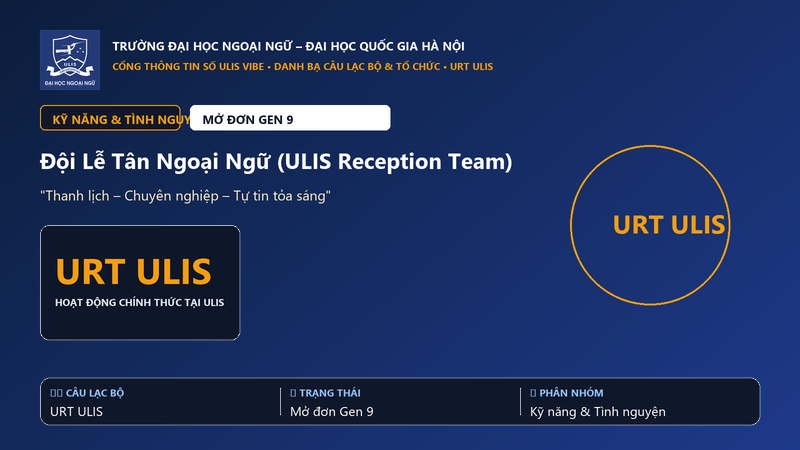 ULIS
ĐẠI HỌC NGOẠI NGỮ
TRƯỜNG ĐẠI HỌC NGOẠI NGỮ – ĐẠI HỌC QUỐC GIA HÀ NỘI
CỔNG THÔNG TIN SỐ ULIS VIBE • DANH BẠ CÂU LẠC BỘ & TỔ CHỨC • URT ULIS
KỸ NĂNG & TÌNH NGUY
MỞ ĐƠN GEN 9
Đội Lễ Tân Ngoại Ngữ (ULIS Reception Team)
"Thanh lịch – Chuyên nghiệp – Tự tin tỏa sáng"
URT ULIS
HOẠT ĐỘNG CHÍNH THỨC TẠI ULIS
URT ULIS
CÂU LẠC BỘ
URT ULIS
TRẠNG THÁI
Mở đơn Gen 9
PHÂN NHÓM
Kỹ năng & Tình nguyện